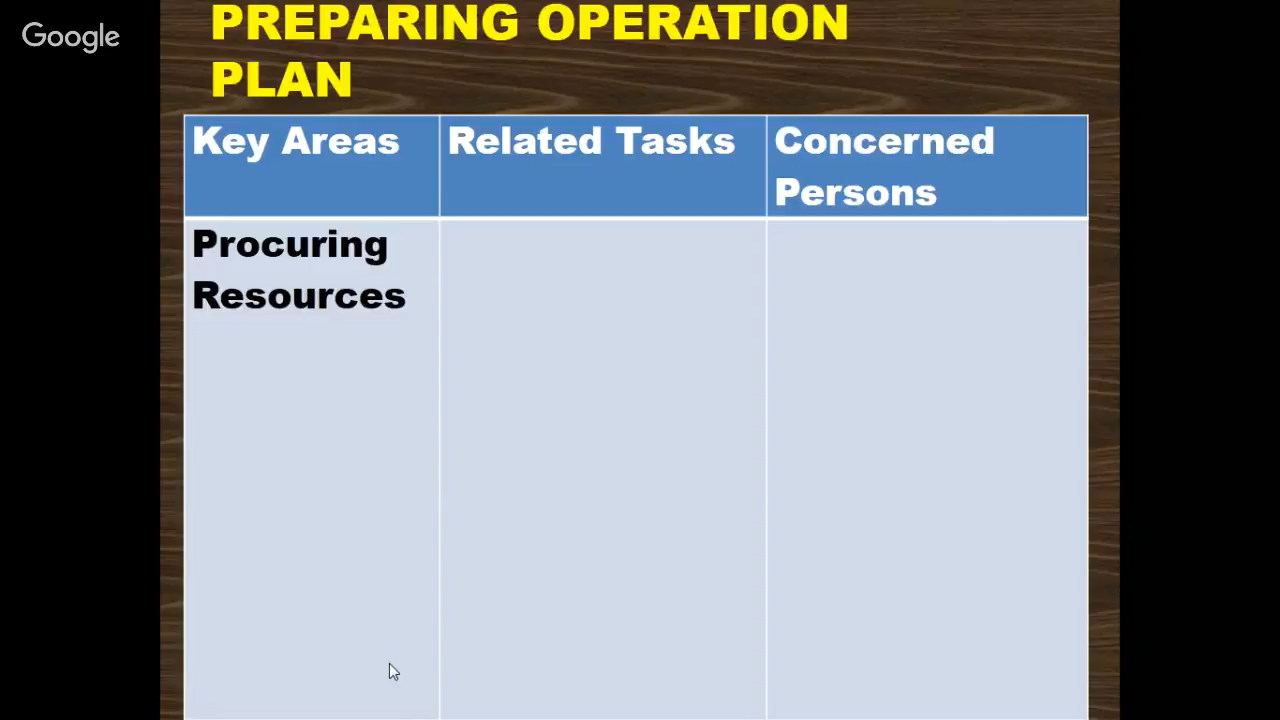 Google
PREPARING OPERATION
PLAN
Key Areas
Related Tasks
Concerned
Persons
Procuring
Resources